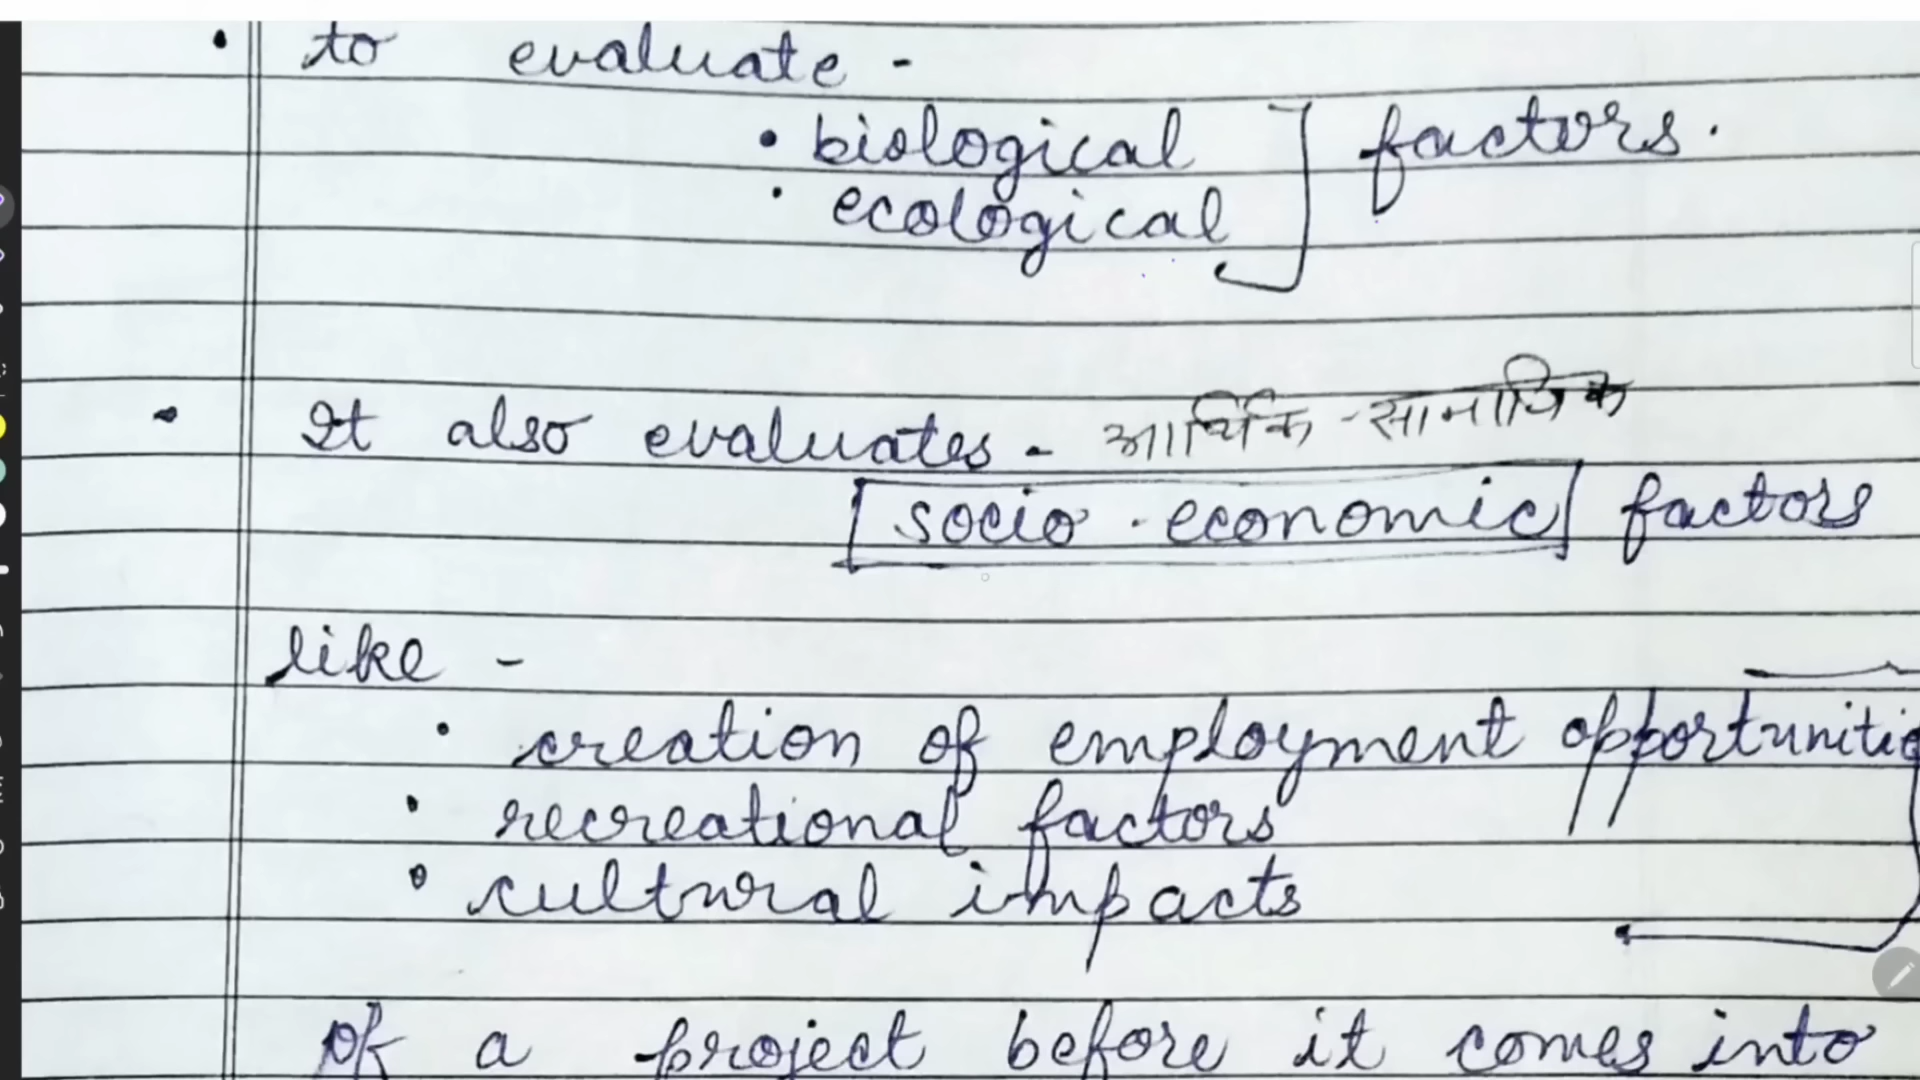 • to evaluate -
• biological
factors.
• ecological
• It also evaluates - आर्थिक - सामाजिक
socio - economic factors
like -
• creation of employment opportunitie
• recreational factors
• cultural impacts
of a project before it comes into